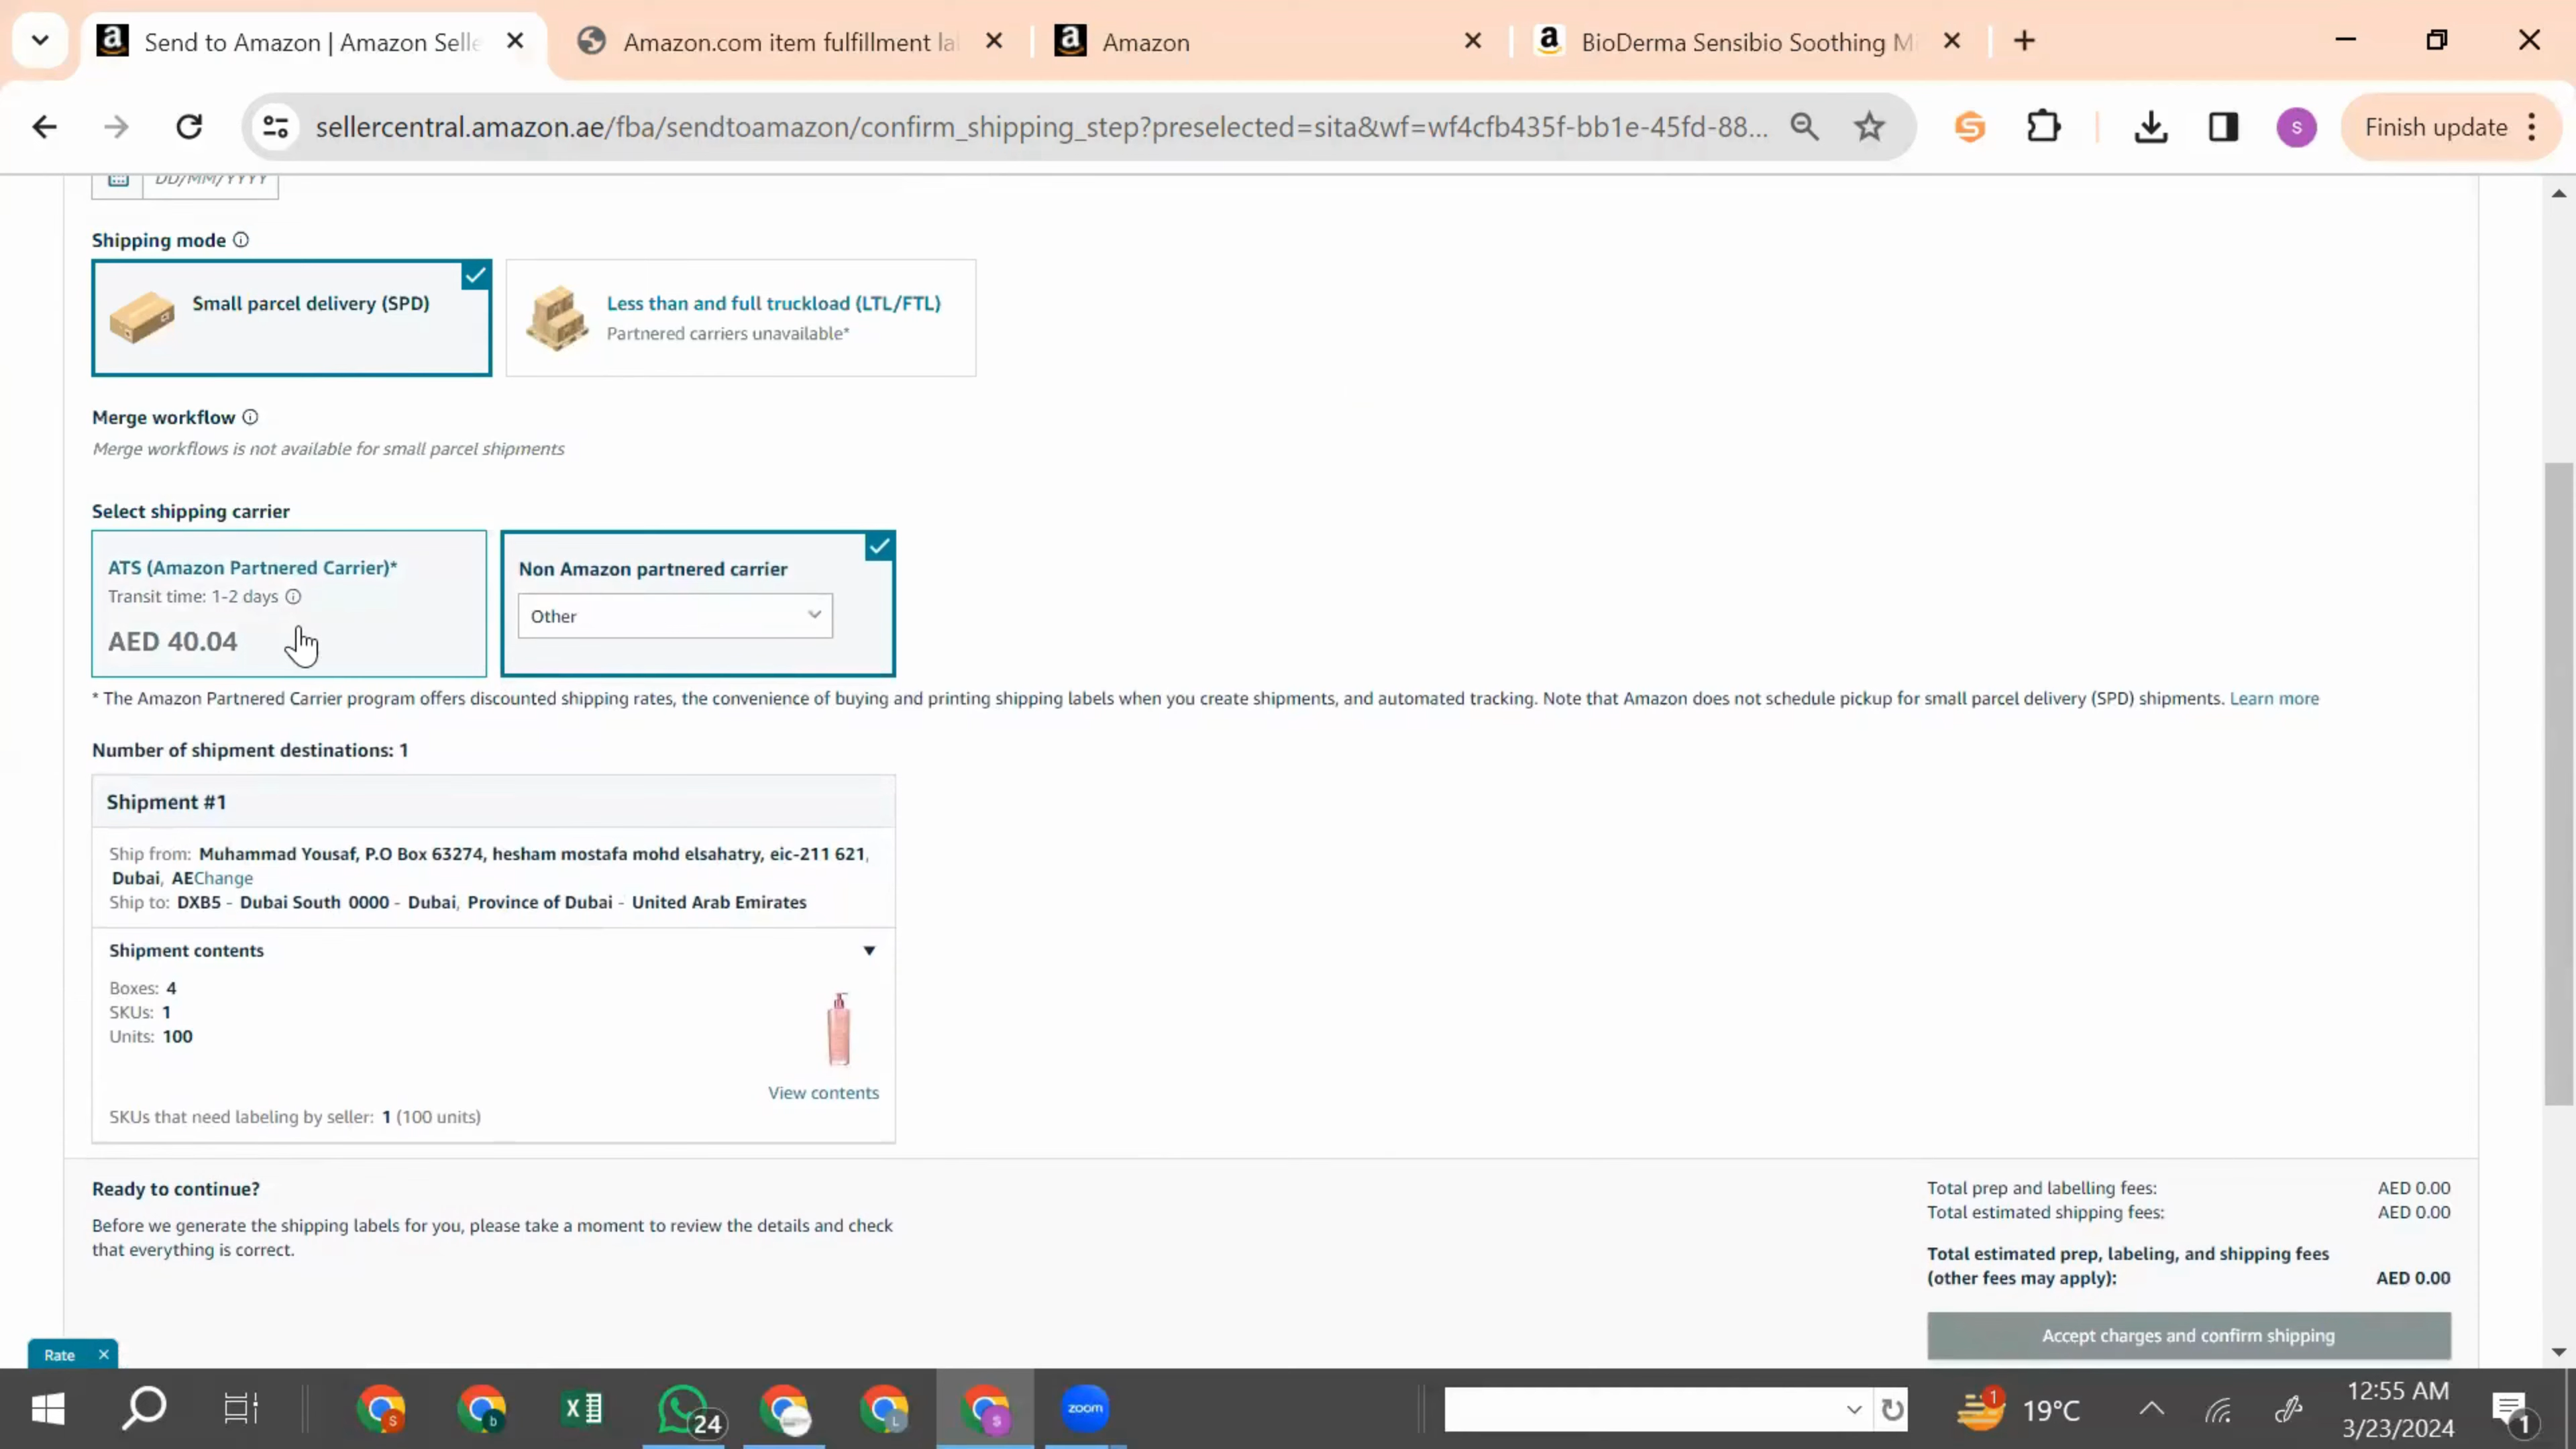 Send to Amazon | Amazon Selle
Amazon.com item fulfillment la
Amazon
BioDerma Sensibio Soothing Mi
sellercentral.amazon.ae/fba/sendtoamazon/confirm_shipping_step?preselected=sita&wf=wf4cfb435f-bb1e-45fd-88...
S
Finish update
DD/MM/YYYY
Shipping mode
Small parcel delivery (SPD)
Less than and full truckload (LTL/FTL)
Partnered carriers unavailable*
Merge workflow
Merge workflows is not available for small parcel shipments
Select shipping carrier
ATS (Amazon Partnered Carrier)*
Transit time: 1-2 days
AED 40.04
Non Amazon partnered carrier
Other
* The Amazon Partnered Carrier program offers discounted shipping rates, the convenience of buying and printing shipping labels when you create shipments, and automated tracking. Note that Amazon does not schedule pickup for small parcel delivery (SPD) shipments. Learn more
Number of shipment destinations: 1
Shipment #1
Ship from: Muhammad Yousaf, P.O Box 63274, hesham mostafa mohd elsahatry, eic-211 621,
Dubai, AEChange
Ship to: DXB5 - Dubai South 0000 - Dubai, Province of Dubai - United Arab Emirates
Shipment contents
Boxes: 4
SKUs: 1
Units: 100
View contents
SKUs that need labeling by seller: 1 (100 units)
Ready to continue?
Before we generate the shipping labels for you, please take a moment to review the details and check
that everything is correct.
Total prep and labelling fees: AED 0.00
Total estimated shipping fees: AED 0.00
Total estimated prep, labeling, and shipping fees
(other fees may apply): AED 0.00
Accept charges and confirm shipping
Rate
S
b
24
L
S
zoom
1
19°C
12:55 AM
3/23/2024
1